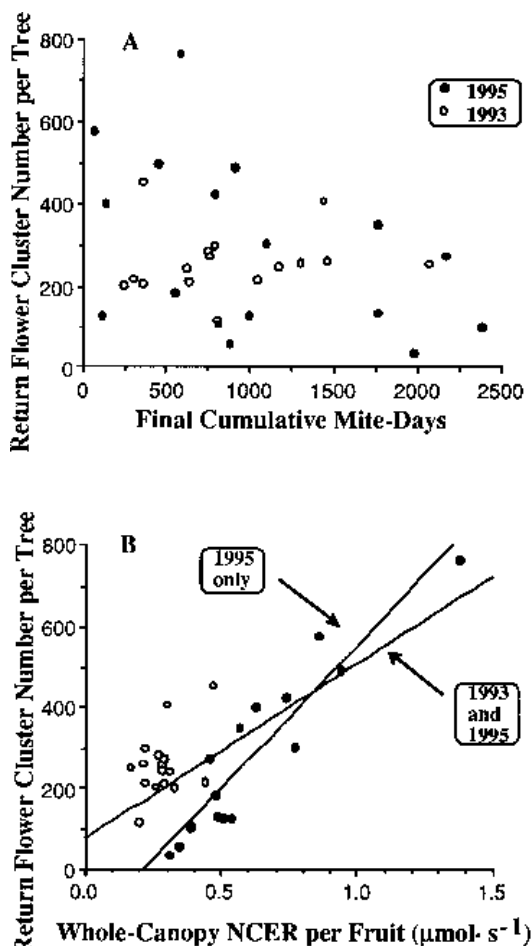 Return Flower Cluster Number per Tree
800
600
400
200
0
A
1995
1993
0 500 1000 1500 2000 2500
Final Cumulative Mite-Days
Return Flower Cluster Number per Tree
800
600
400
200
0
B
1995
only
1993
and
1995
0.0 0.5 1.0 1.5
Whole-Canopy NCER per Fruit (μmol· s⁻¹)